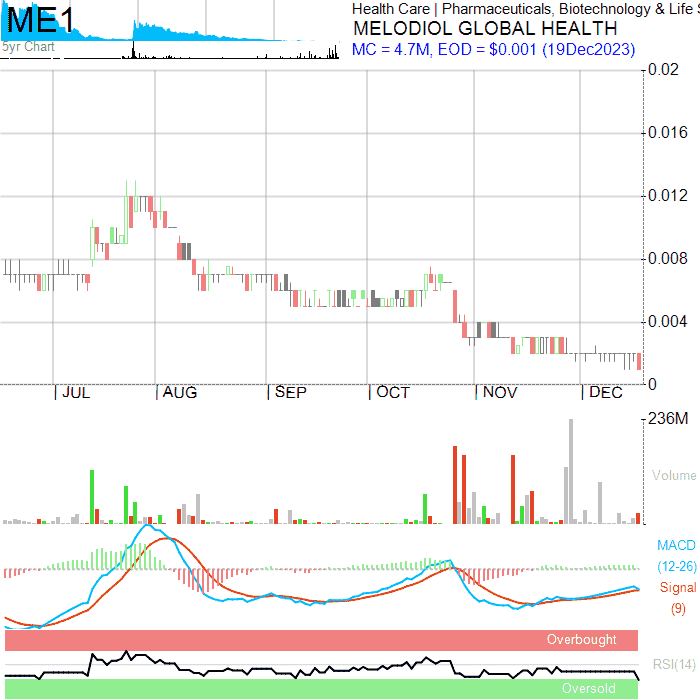 Health Care | Pharmaceuticals, Biotechnology & Life S
ME1
MELODIOL GLOBAL HEALTH
5yr Chart
MC = 4.7M, EOD = $0.001 (19Dec2023)
0.02
0.016
0.012
0.008
0.004
0
JUL AUG SEP OCT NOV DEC
236M
Volume
MACD
(12-26)
Signal
(9)
Overbought
RSI(14)
Oversold